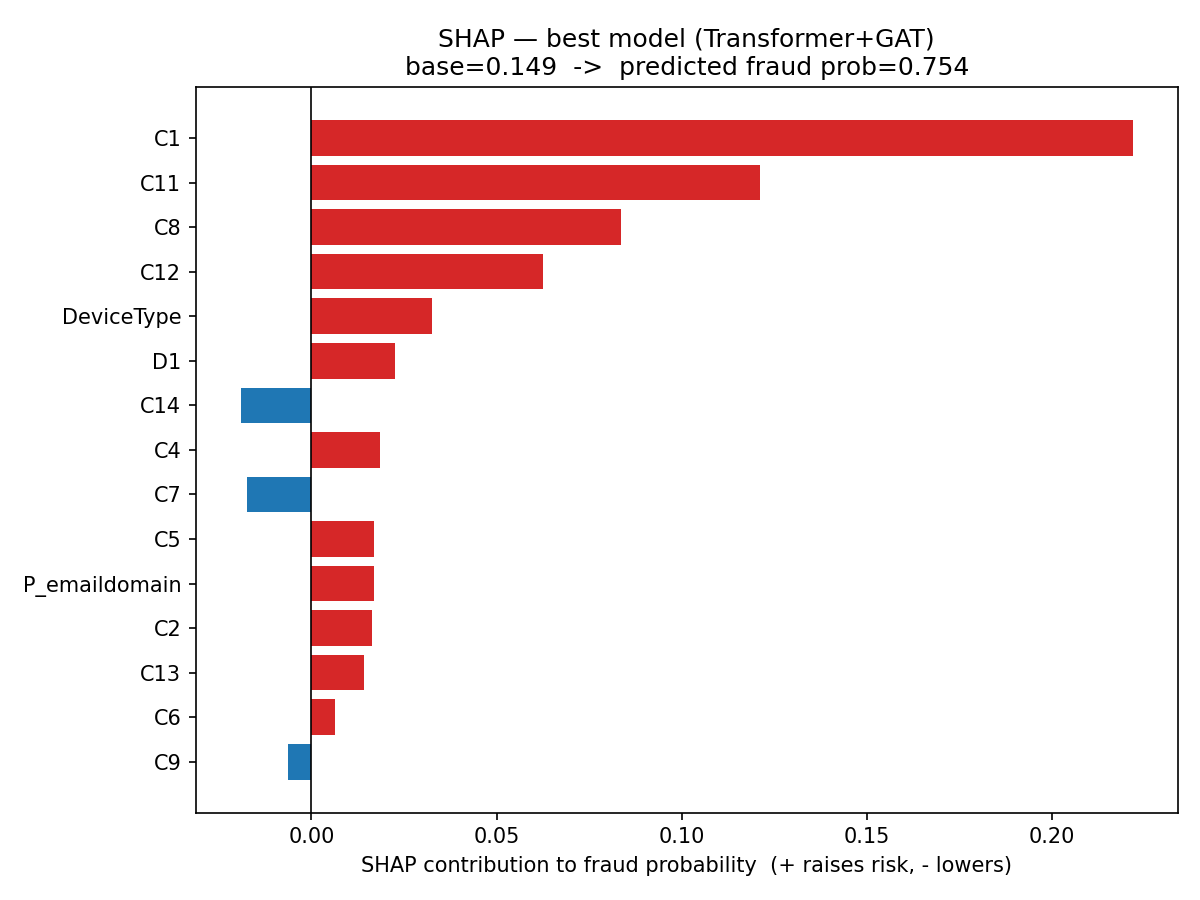 SHAP — best model (Transformer+GAT)
base=0.149  ->  predicted fraud prob=0.754
C1
C11
C8
C12
DeviceType
D1
C14
C4
C7
C5
P_emaildomain
C2
C13
C6
C9
0.00 0.05 0.10 0.15 0.20
SHAP contribution to fraud probability  (+ raises risk, - lowers)